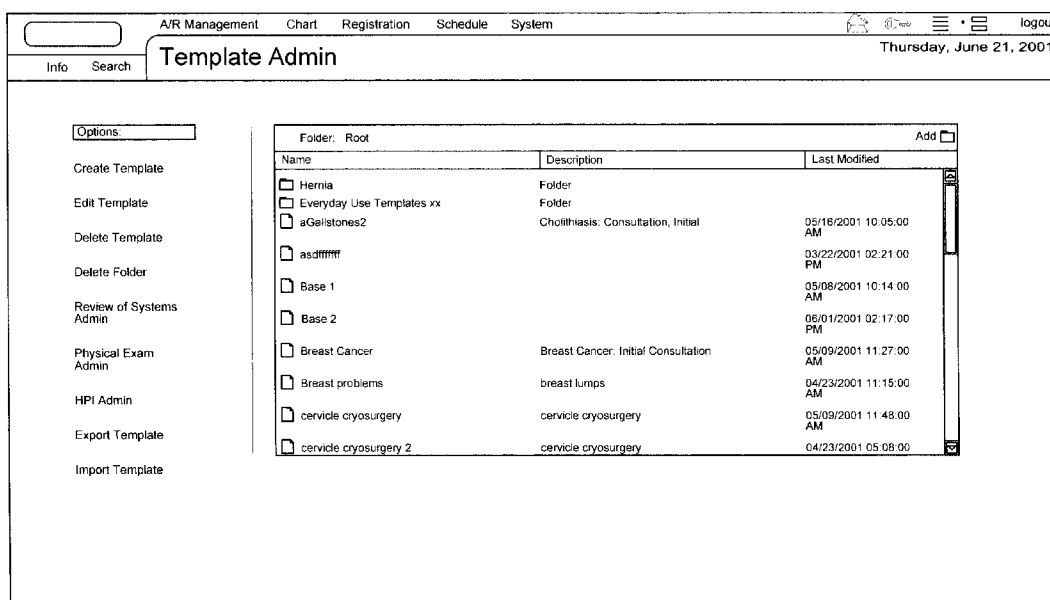 A/R Management Chart Registration Schedule System logou
Info Search Template Admin Thursday, June 21, 2001
Options:
Create Template
Edit Template
Delete Template
Delete Folder
Review of Systems
Admin
Physical Exam
Admin
HPI Admin
Export Template
Import Template
Folder: Root Add
Name Description Last Modified
Hernia Folder
Everyday Use Templates xx Folder
aGallstones2 Cholithiasis: Consultation, Initial 05/16/2001 10:05:00
AM
asdfffffff 03/22/2001 02:21:00
PM
Base 1 05/08/2001 10:14:00
AM
Base 2 06/01/2001 02:17:00
PM
Breast Cancer Breast Cancer: Initial Consultation 05/09/2001 11:27:00
AM
Breast problems breast lumps 04/23/2001 11:15:00
AM
cervicle cryosurgery cervicle cryosurgery 05/09/2001 11:48:00
AM
cervicle cryosurgery 2 cervicle cryosurgery 04/23/2001 05:08:00